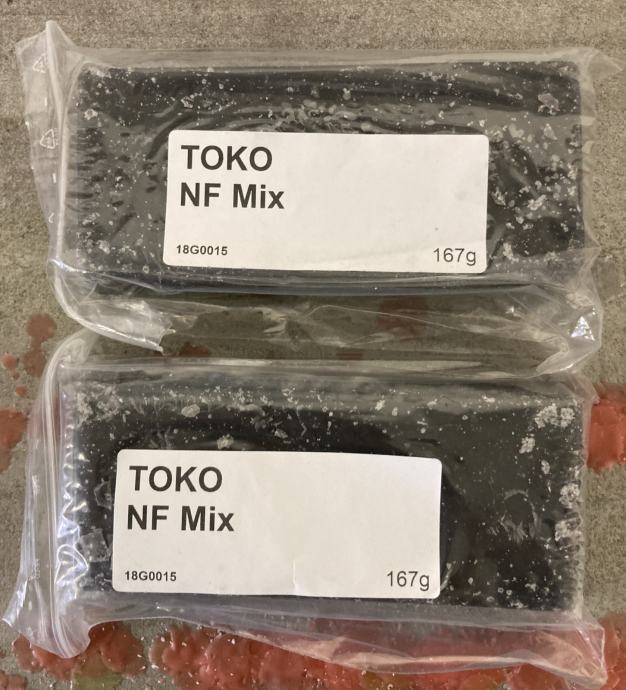 TOKO
NF Mix
18G0015 167g
TOKO
NF Mix
18G0015 167g